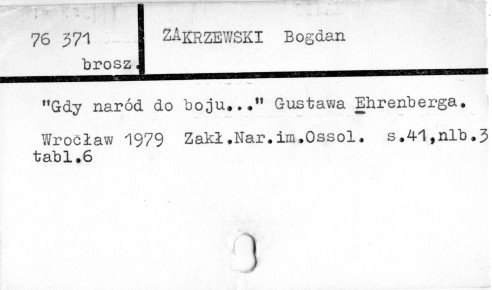 76 371
ZAKRZEWSKI Bogdan
brosz.
"Gdy naród do boju..." Gustawa Ehrenberga.
Wrocław 1979 Zakł.Nar.im.Ossol. s.41,nlb.3
tabl.6